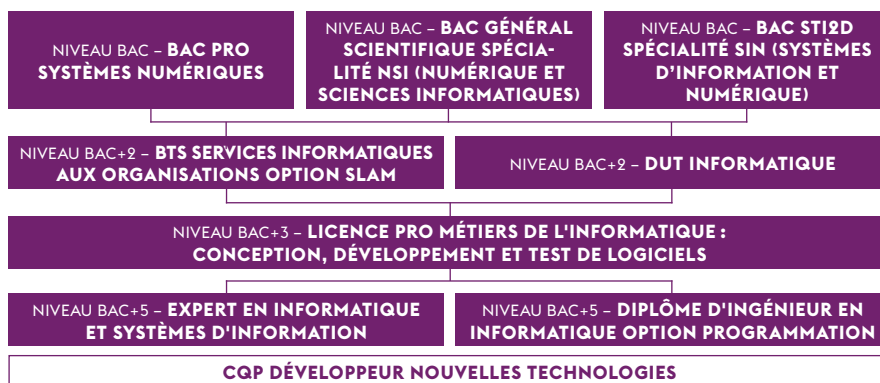 NIVEAU BAC – BAC PRO
SYSTÈMES NUMÉRIQUES
NIVEAU BAC – BAC GÉNÉRAL
SCIENTIFIQUE SPÉCIA-
LITÉ NSI (NUMÉRIQUE ET
SCIENCES INFORMATIQUES)
NIVEAU BAC – BAC STI2D
SPÉCIALITÉ SIN (SYSTÈMES
D'INFORMATION ET
NUMÉRIQUE)
NIVEAU BAC+2 – BTS SERVICES INFORMATIQUES
AUX ORGANISATIONS OPTION SLAM
NIVEAU BAC+2 – DUT INFORMATIQUE
NIVEAU BAC+3 – LICENCE PRO MÉTIERS DE L'INFORMATIQUE :
CONCEPTION, DÉVELOPPEMENT ET TEST DE LOGICIELS
NIVEAU BAC+5 – EXPERT EN INFORMATIQUE
ET SYSTÈMES D'INFORMATION
NIVEAU BAC+5 – DIPLÔME D'INGÉNIEUR EN
INFORMATIQUE OPTION PROGRAMMATION
CQP DÉVELOPPEUR NOUVELLES TECHNOLOGIES